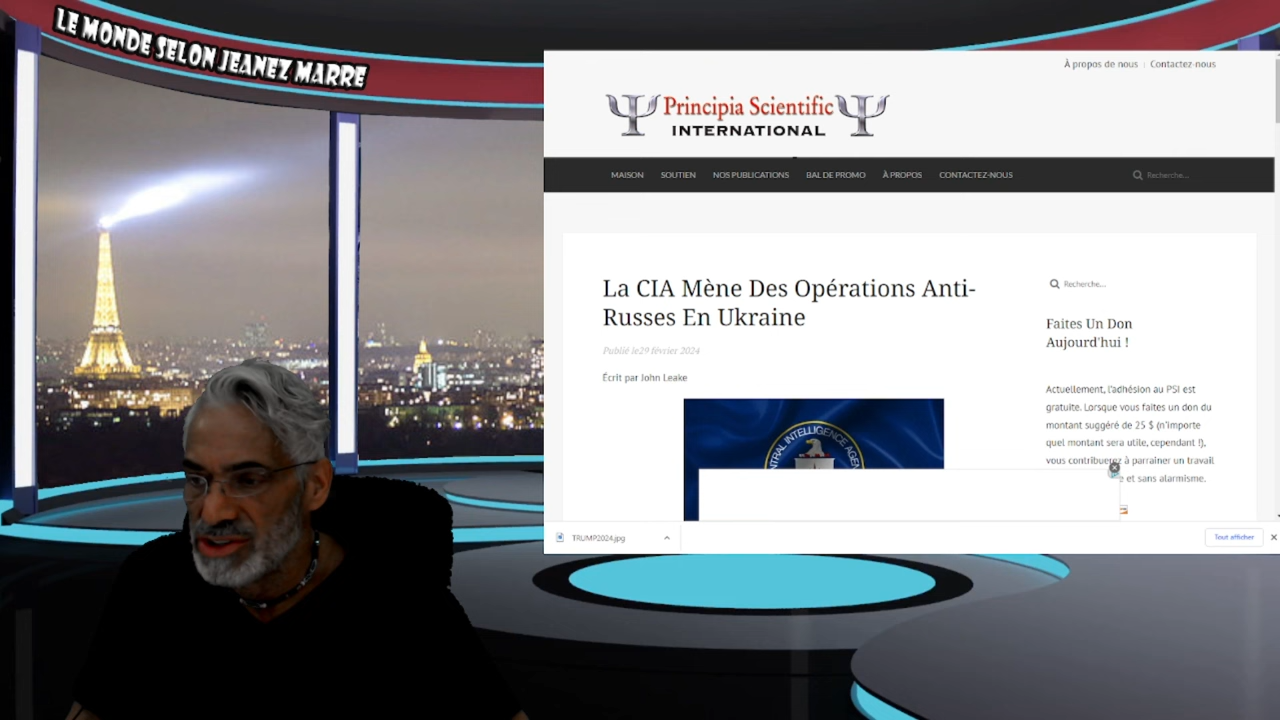 LE MONDE SELON JEANEZ MARRE
À propos de nous | Contactez-nous
Principia Scientific
INTERNATIONAL
MAISON SOUTIEN NOS PUBLICATIONS BAL DE PROMO À PROPOS CONTACTEZ-NOUS Recherche...
La CIA Mène Des Opérations Anti-
Russes En Ukraine
Publié le29 février 2024
Écrit par John Leake
CENTRAL INTELLIGENCE AGENCY
Recherche...
Faites Un Don
Aujourd'hui !
Actuellement, l'adhésion au PSI est
gratuite. Lorsque vous faites un don du
montant suggéré de 25 $ (n'importe
quel montant sera utile, cependant !),
vous contribuerez à parrainer un travail
e et sans alarmisme.
TRUMP2024.jpg
Tout afficher